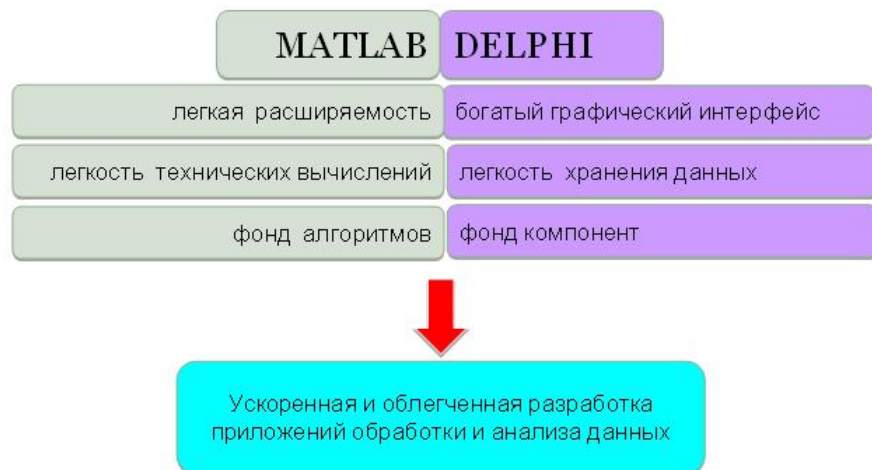 MATLAB DELPHI
легкая расширяемость богатый графический интерфейс
легкость технических вычислений легкость хранения данных
фонд алгоритмов фонд компонент
Ускоренная и облегченная разработка
приложений обработки и анализа данных